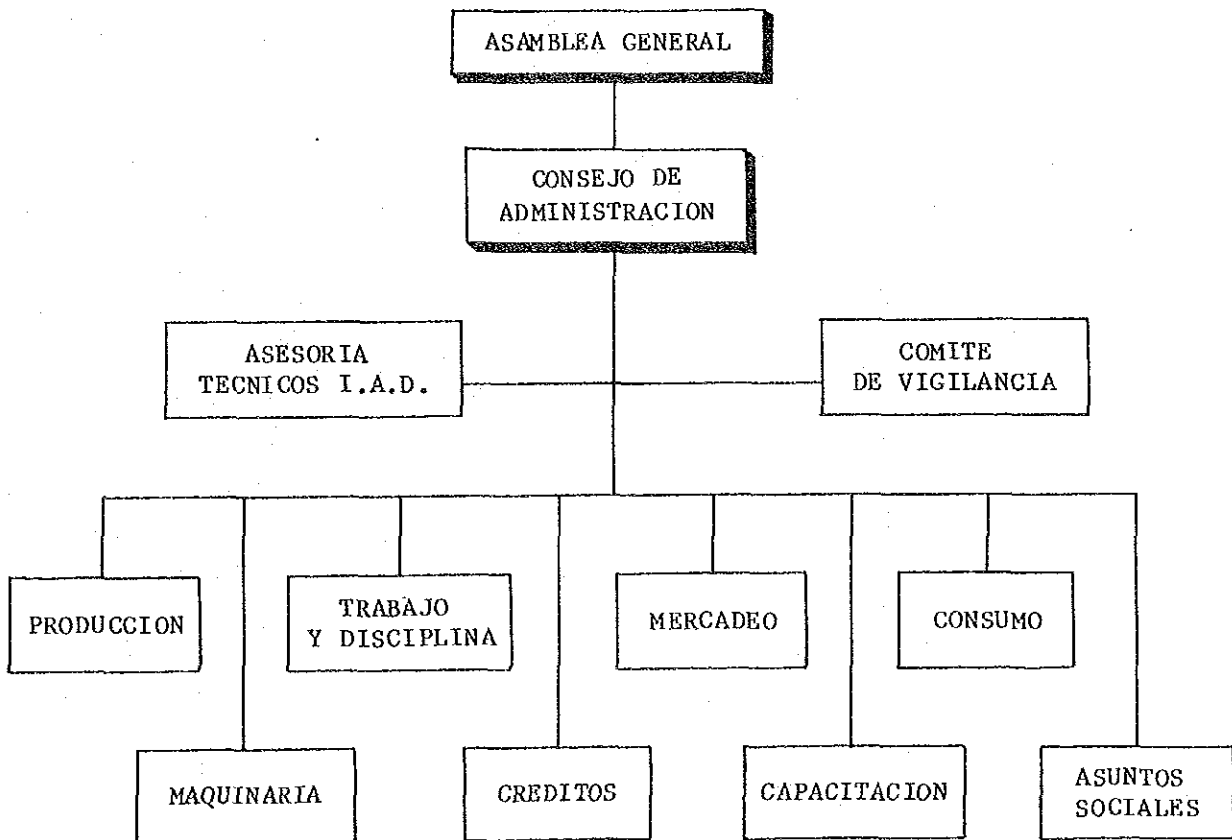 ASAMBLEA GENERAL
CONSEJO DE
ADMINISTRACION
ASESORIA
TECNICOS I.A.D.
COMITE
DE VIGILANCIA
PRODUCCION
TRABAJO
Y DISCIPLINA
MERCADEO
CONSUMO
MAQUINARIA
CREDITOS
CAPACITACION
ASUNTOS
SOCIALES